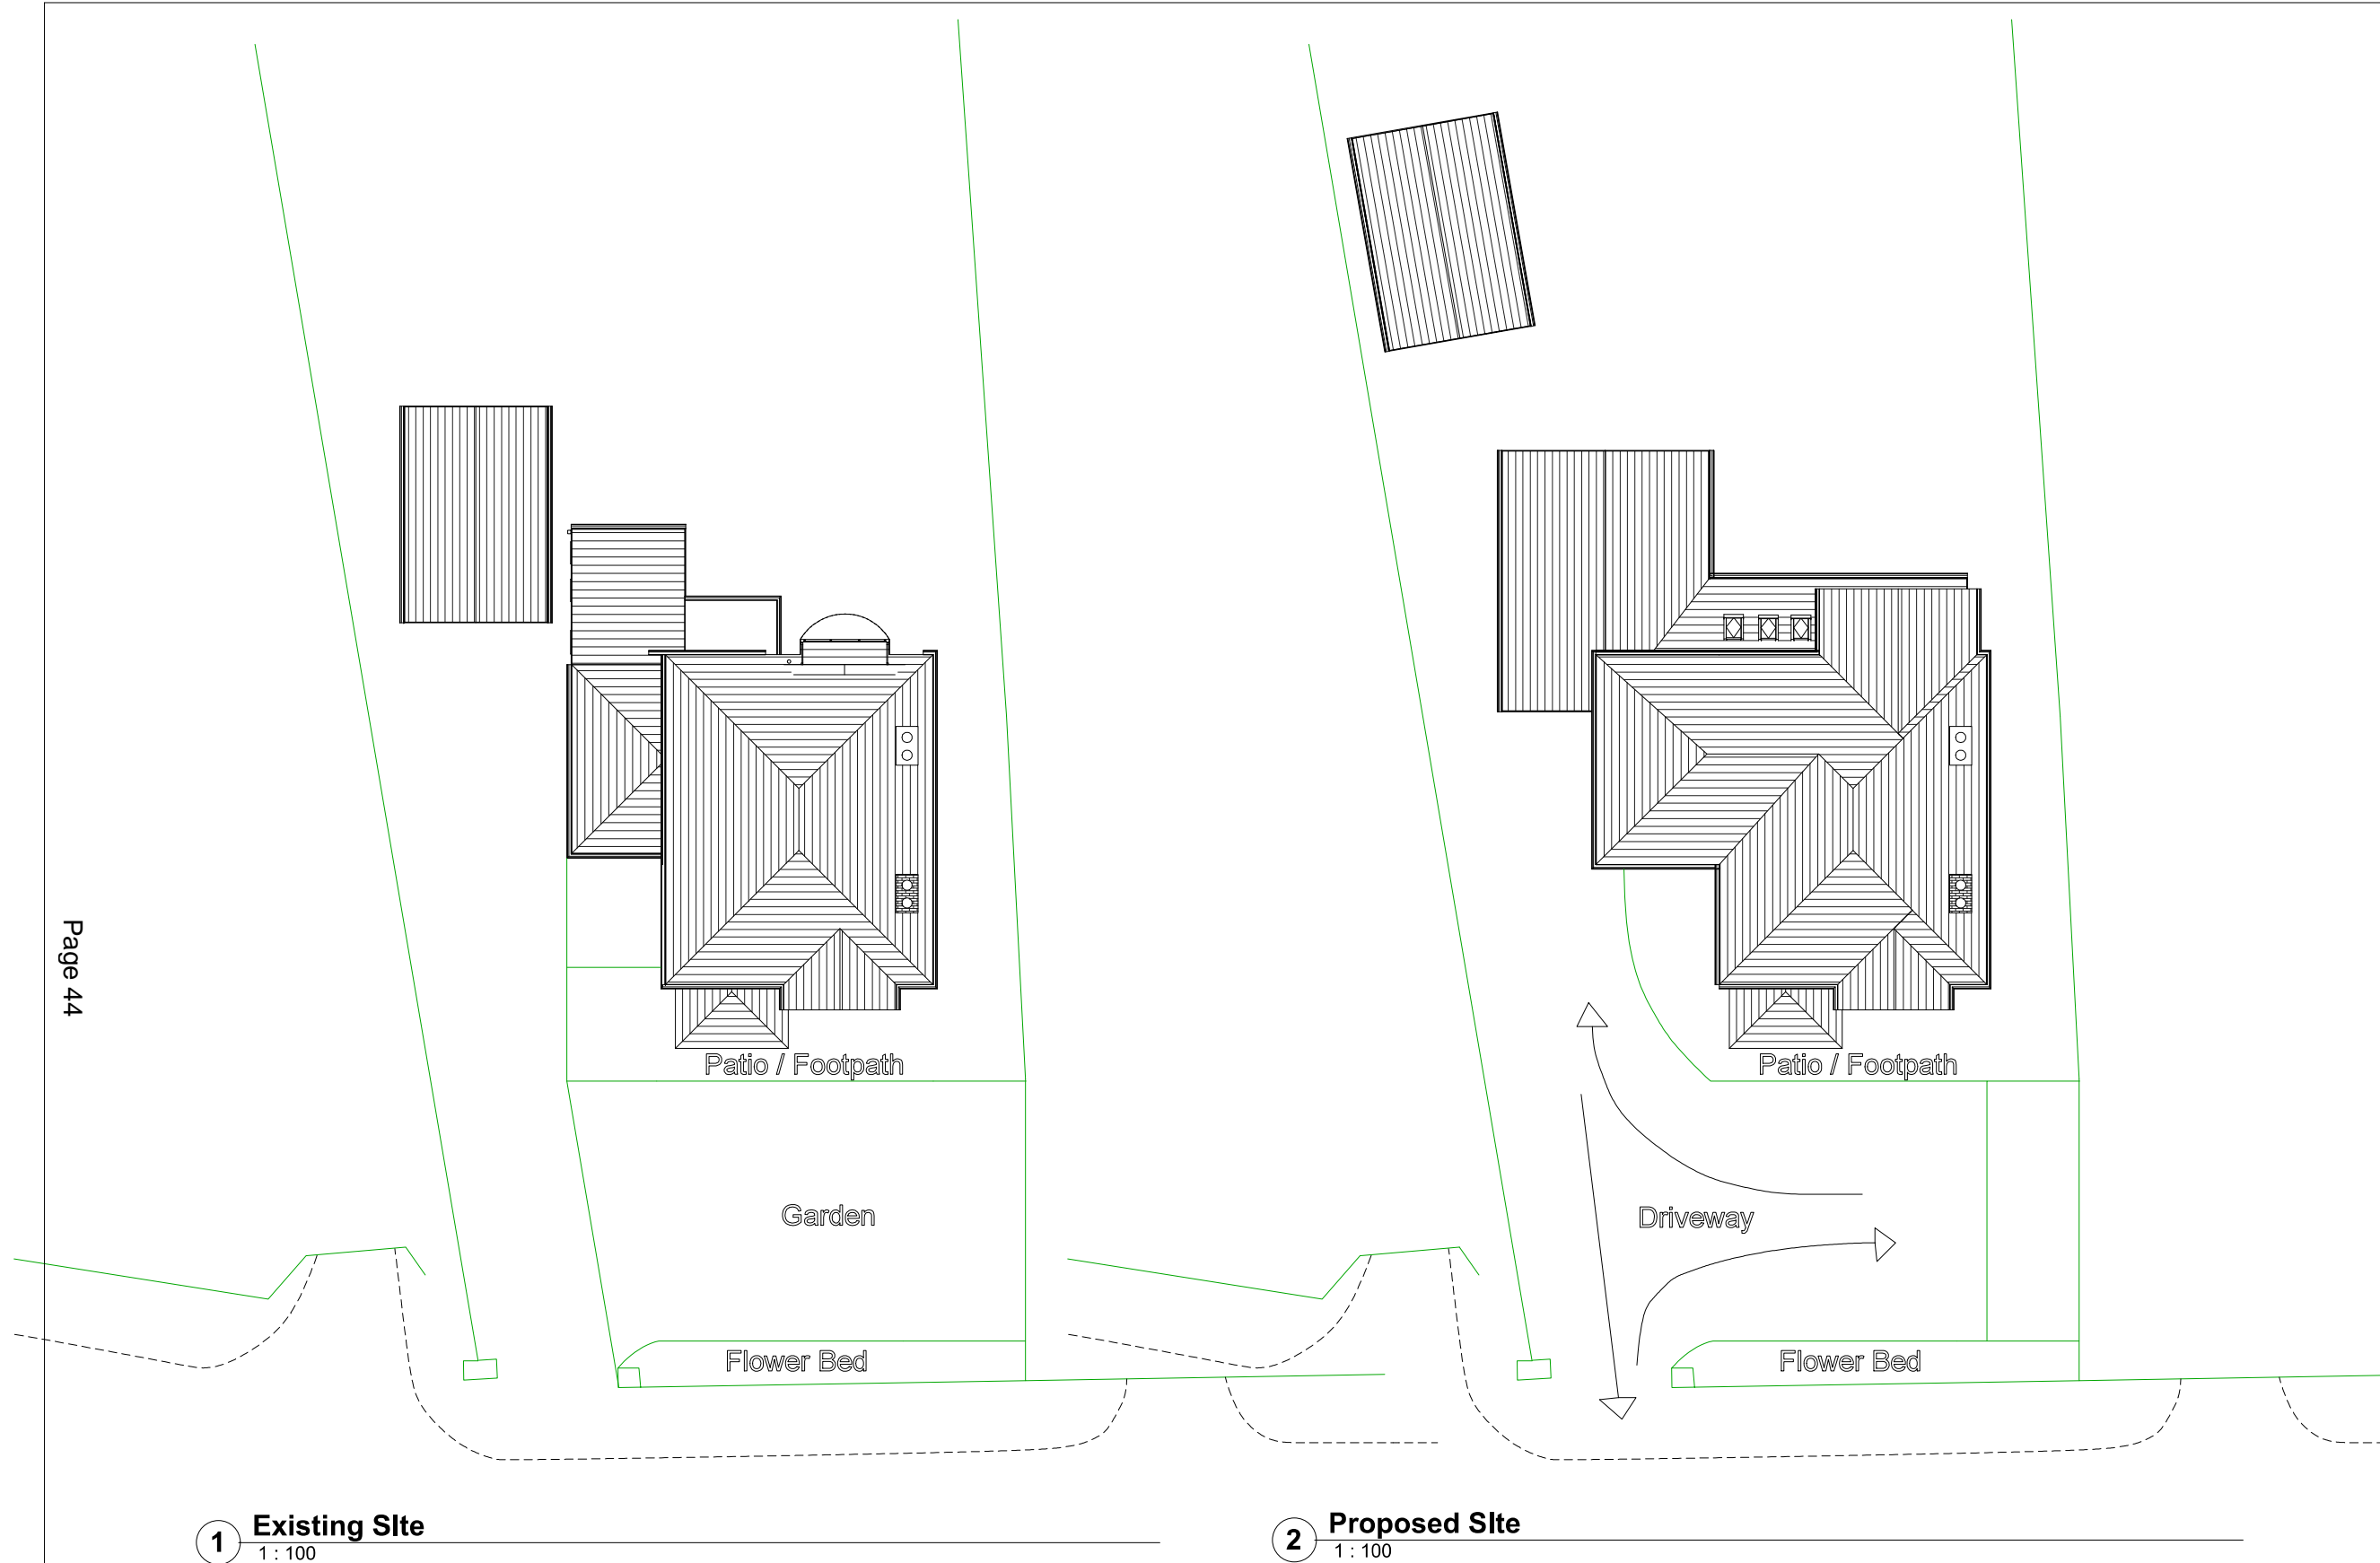 Page 44
Patio / Footpath
Garden
Flower Bed
1 Existing SIte
1 : 100
Patio / Footpath
Driveway
Flower Bed
2 Proposed SIte
1 : 100